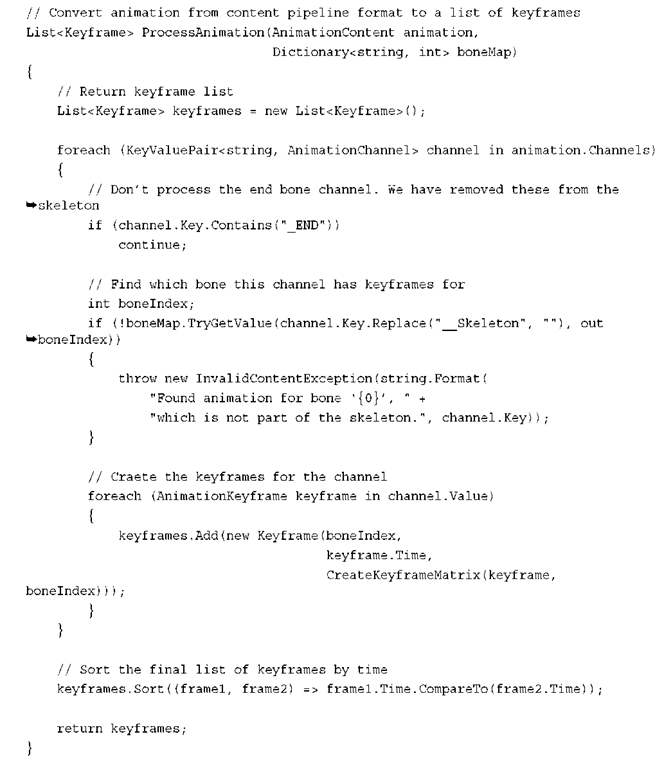 // Convert animation from content pipeline format to a list of keyframes
List<Keyframe> ProcessAnimation(AnimationContent animation,
                                Dictionary<string, int> boneMap)
{
    // Return keyframe list
    List<Keyframe> keyframes = new List<Keyframe>();

    foreach (KeyValuePair<string, AnimationChannel> channel in animation.Channels)
    {
        // Don’t process the end bone channel. We have removed these from the
➥skeleton
        if (channel.Key.Contains("_END"))
            continue;

        // Find which bone this channel has keyframes for
        int boneIndex;
        if (!boneMap.TryGetValue(channel.Key.Replace("__Skeleton", ""), out
➥boneIndex))
        {
            throw new InvalidContentException(string.Format(
                "Found animation for bone ‘{0}’, " +
                "which is not part of the skeleton.", channel.Key));
        }

        // Craete the keyframes for the channel
        foreach (AnimationKeyframe keyframe in channel.Value)
        {
            keyframes.Add(new Keyframe(boneIndex,
                                       keyframe.Time,
                                       CreateKeyframeMatrix(keyframe,
boneIndex)));
        }
    }

    // Sort the final list of keyframes by time
    keyframes.Sort((frame1, frame2) => frame1.Time.CompareTo(frame2.Time));

    return keyframes;
}